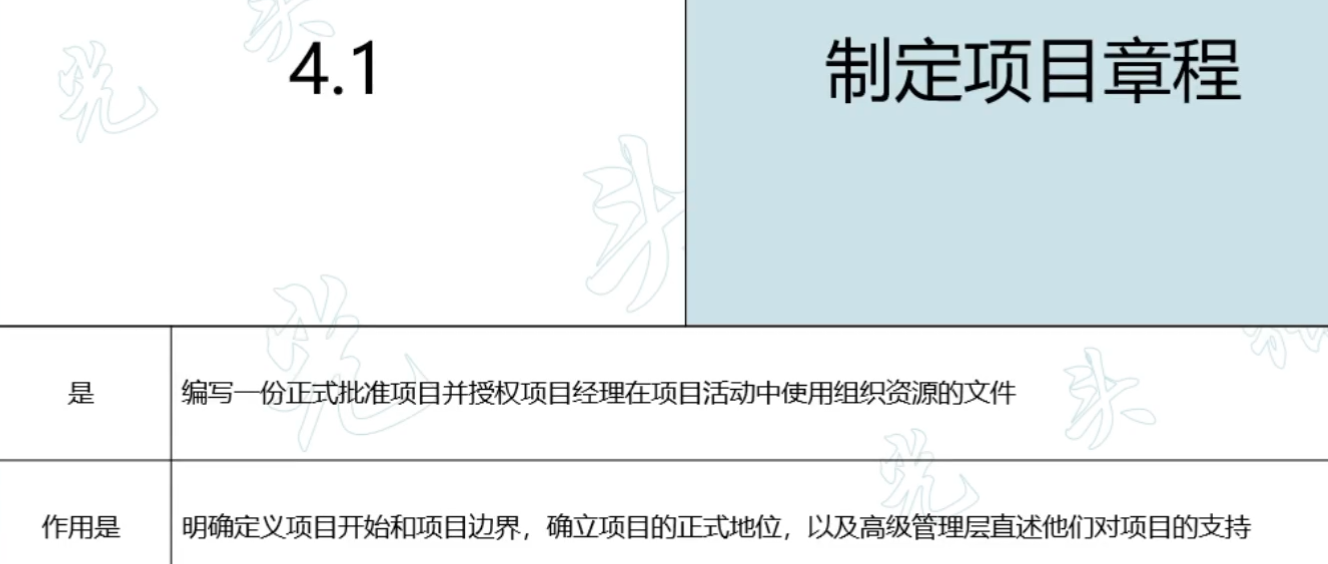 4.1
制定项目章程
是
编写一份正式批准项目并授权项目经理在项目活动中使用组织资源的文件
作用是
明确定义项目开始和项目边界，确立项目的正式地位，以及高级管理层直述他们对项目的支持